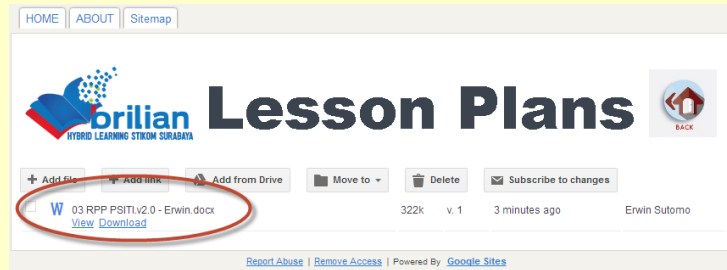 HOME ABOUT Sitemap
brilian Lesson Plans
HYBRID LEARNING STIKOM SURABAYA
BACK
Add file Add link Add from Drive Move to Delete Subscribe to changes
W 03 RPP PSITI.v2.0 - Erwin.docx 322k v. 1 3 minutes ago Erwin Sutomo
View Download
Report Abuse | Remove Access | Powered By Google Sites